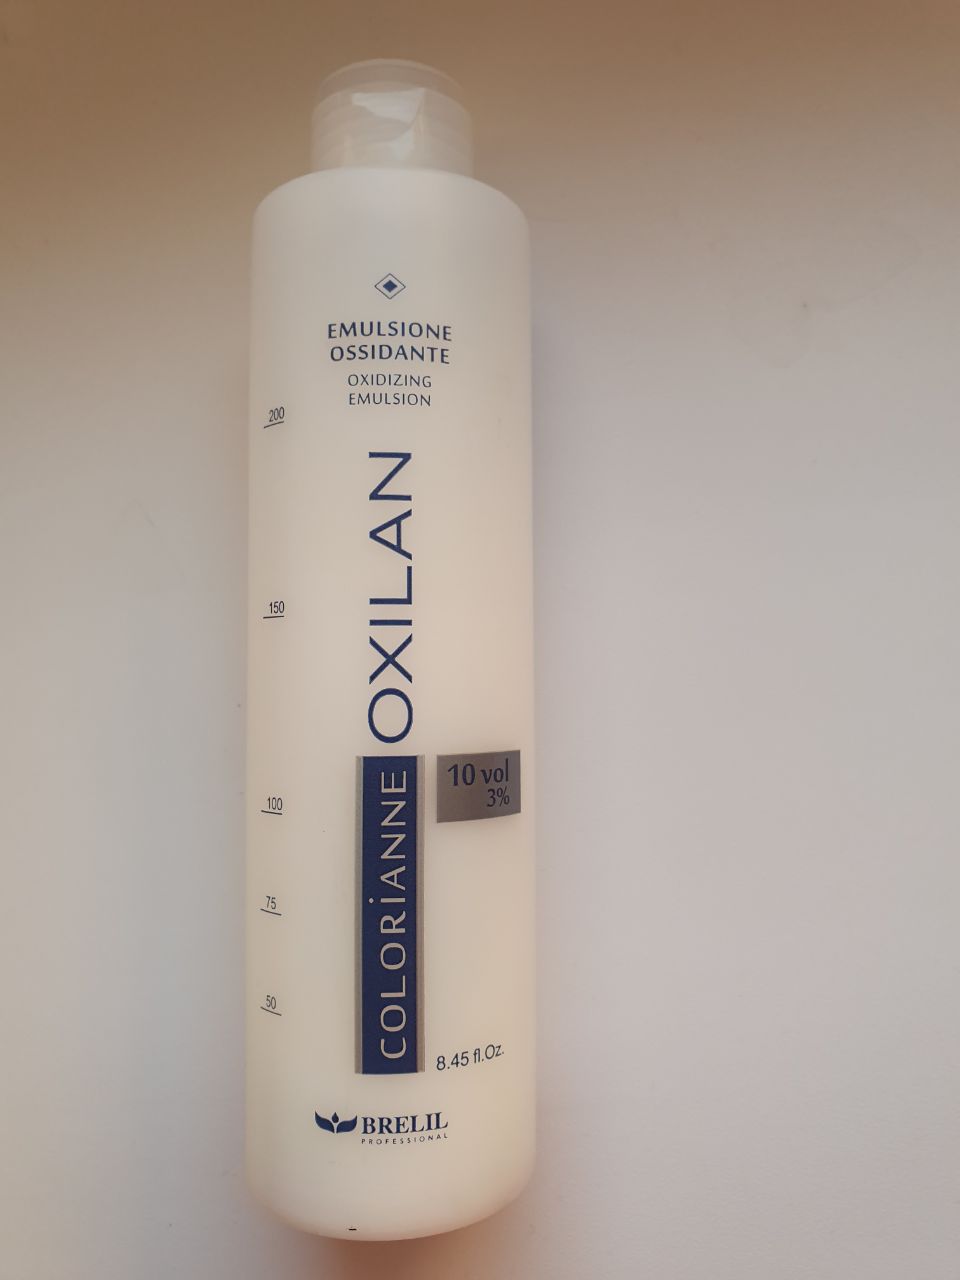 EMULSIONE
OSSIDANTE
OXIDIZING
EMULSION
200
150
100
75
50
OXILAN
COLORiANNE
10 vol
3%
8.45 fl.Oz.
BRELIL
PROFESSIONAL